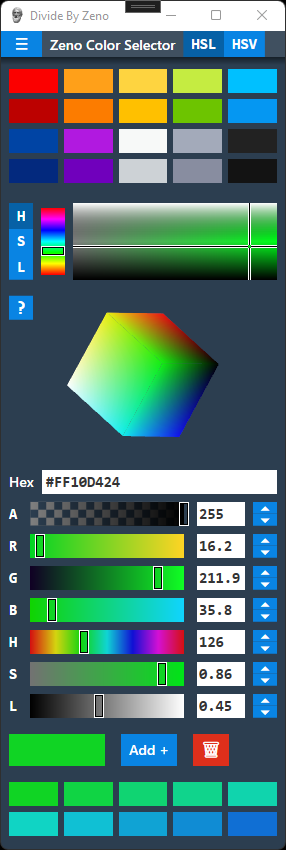 Divide By Zeno
☰ Zeno Color Selector HSL HSV
H
S
L
?
Hex #FF10D424
A 255
R 16.2
G 211.9
B 35.8
H 126
S 0.86
L 0.45
Add +